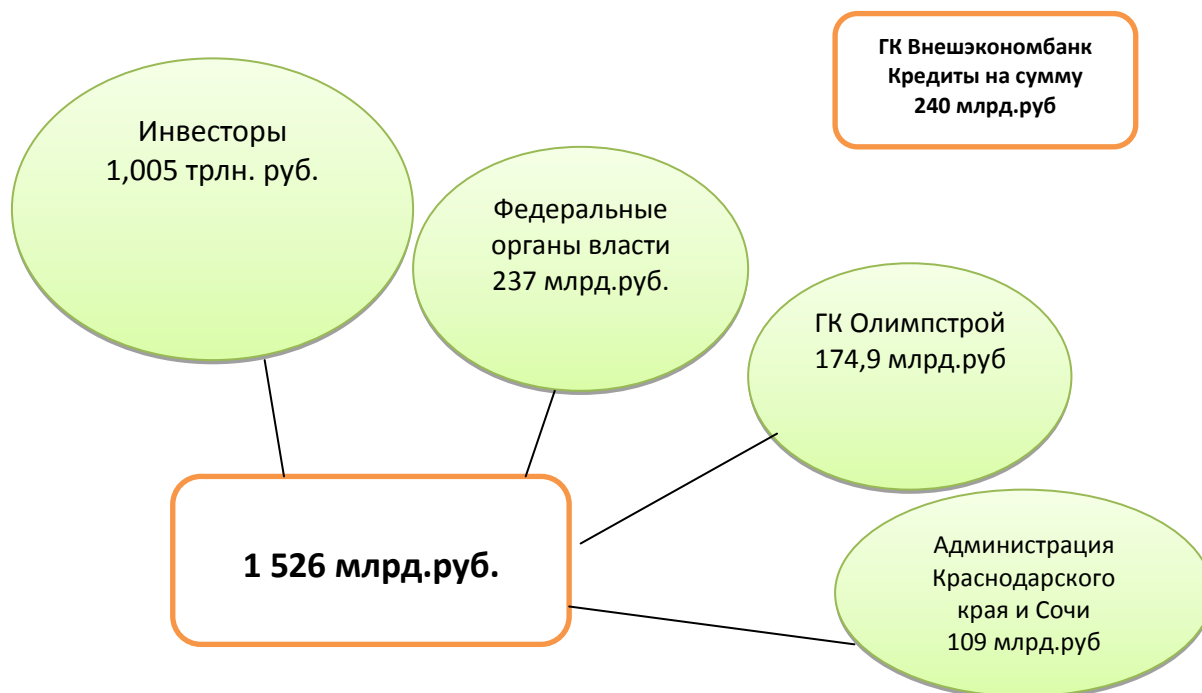 ГК Внешэкономбанк
Кредиты на сумму
240 млрд.руб
Инвесторы
1,005 трлн. руб.
Федеральные
органы власти
237 млрд.руб.
ГК Олимпстрой
174,9 млрд.руб
1 526 млрд.руб.
Администрация
Краснодарского
края и Сочи
109 млрд.руб